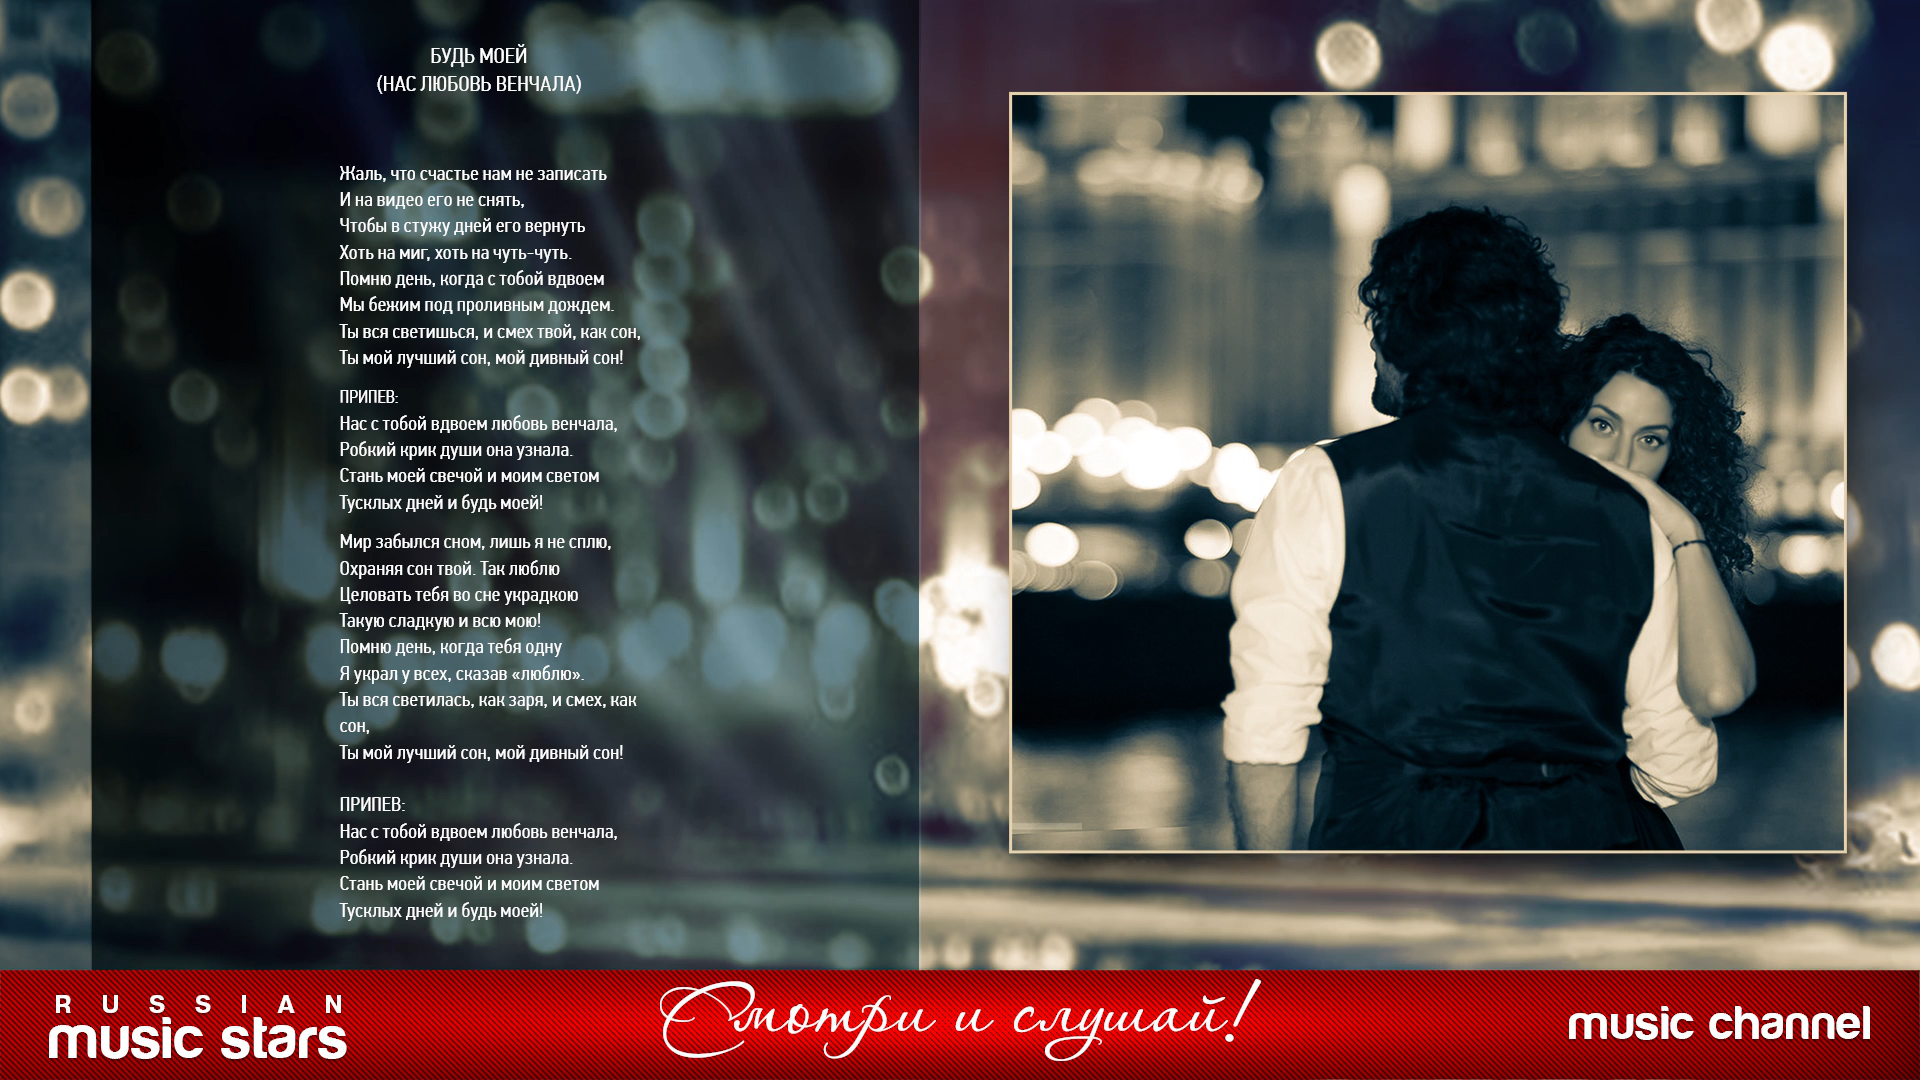 БУДЬ МОЕЙ
(НАС ЛЮБОВЬ ВЕНЧАЛА)
Жаль, что счастье нам не записать
И на видео его не снять,
Чтобы в стужу дней его вернуть
Хоть на миг, хоть на чуть-чуть.
Помню день, когда с тобой вдвоем
Мы бежим под проливным дождем.
Ты вся светишься, и смех твой, как сон,
Ты мой лучший сон, мой дивный сон!
ПРИПЕВ:
Нас с тобой вдвоем любовь венчала,
Робкий крик души она узнала.
Стань моей свечой и моим светом
Тусклых дней и будь моей!
Мир забылся сном, лишь я не сплю,
Охраняя сон твой. Так люблю
Целовать тебя во сне украдкою
Такую сладкую и всю мою!
Помню день, когда тебя одну
Я украл у всех, сказав «люблю».
Ты вся светилась, как заря, и смех, как
сон,
Ты мой лучший сон, мой дивный сон!
ПРИПЕВ:
Нас с тобой вдвоем любовь венчала,
Робкий крик души она узнала.
Стань моей свечой и моим светом
Тусклых дней и будь моей!
RUSSIAN
music stars
Смотри и слушай!
music channel